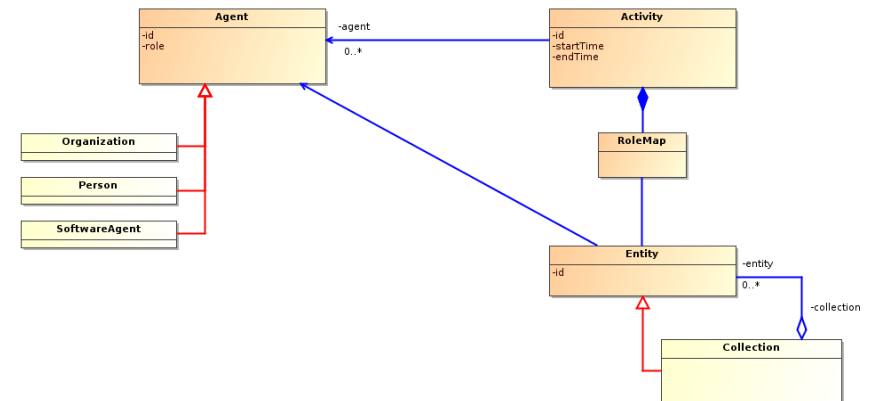 Agent
-id
-role
-agent
0..*
Activity
-id
-startTime
-endTime
Organization
Person
SoftwareAgent
RoleMap
Entity
-id
-entity
0..*
-collection
Collection